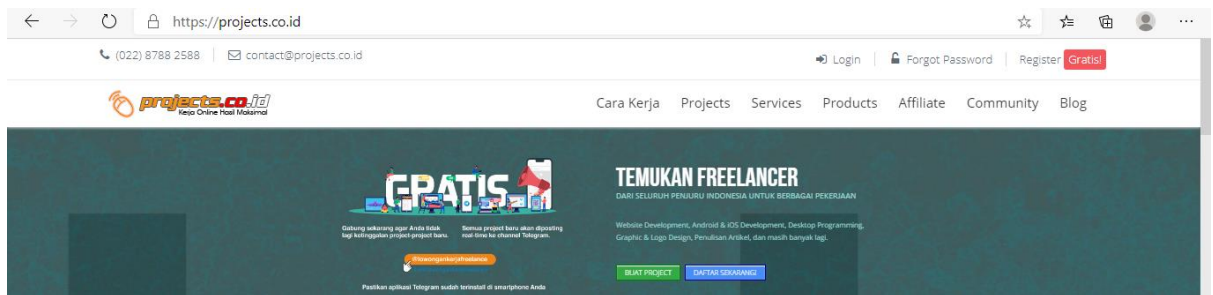 https://projects.co.id
(022) 8788 2588
contact@projects.co.id
Login
Forgot Password
Register Gratis!
projects.co.id
Kerja Online Hasil Maksimal
Cara Kerja
Projects
Services
Products
Affiliate
Community
Blog
GRATIS
Gabung sekarang agar Anda tidak
lagi ketinggalan project-project baru.
Semua project baru akan diposting
real-time ke channel Telegram.
@lowongankerjafreelance
Pastikan aplikasi Telegram sudah terinstall di smartphone Anda
TEMUKAN FREELANCER
DARI SELURUH PENJURU INDONESIA UNTUK BERBAGAI PEKERJAAN
Website Development, Android & iOS Development, Desktop Programming,
Graphic & Logo Design, Penulisan Artikel, dan masih banyak lagi.
BUAT PROJECT
DAFTAR SEKARANG!